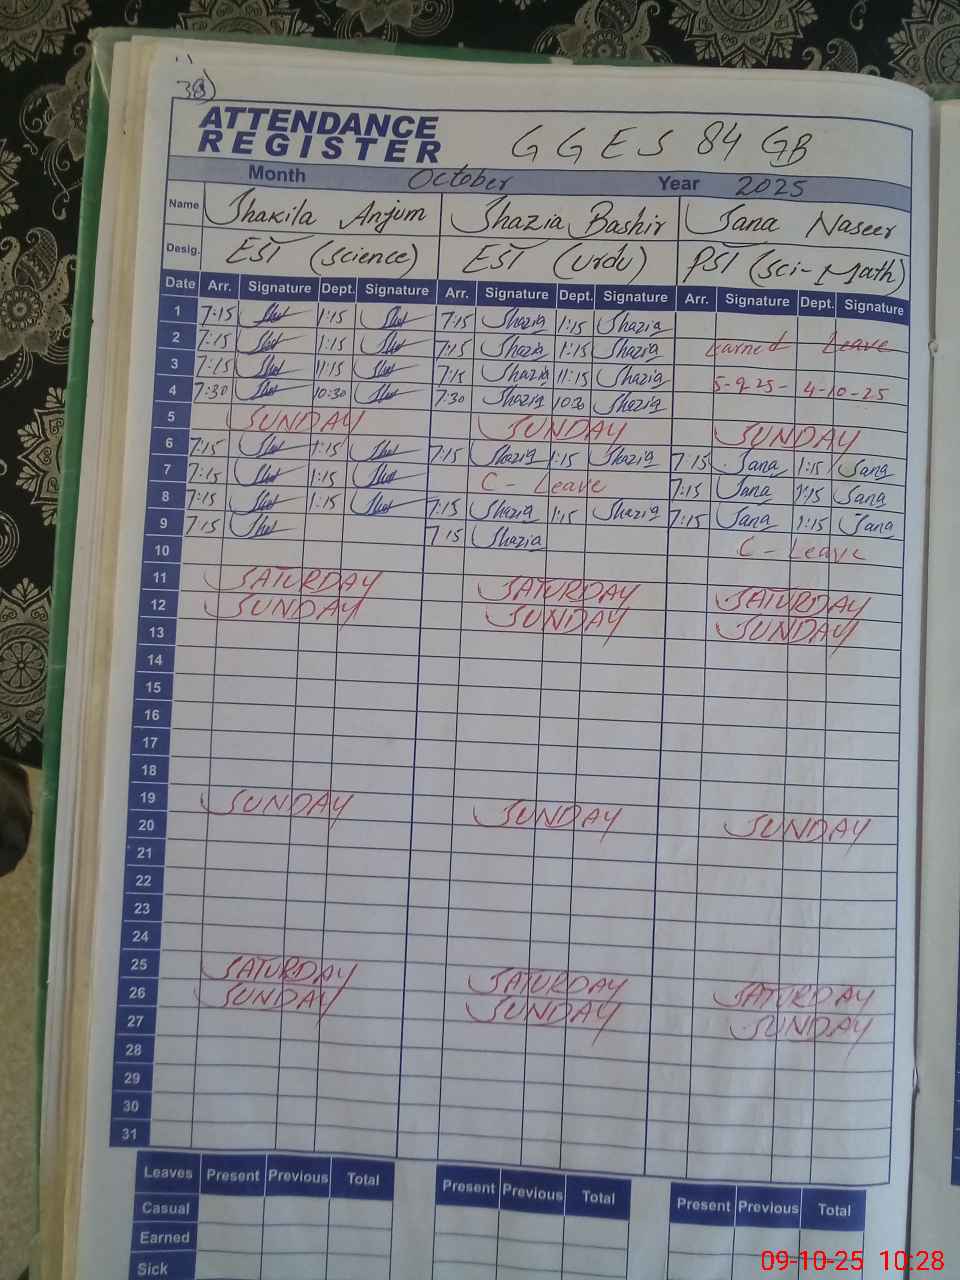 38)
ATTENDANCE
REGISTER
GGES 84 GB
Month October Year 2025
Name Shakila Anjum Shazia Bashir Sana Naseer
Desig. EST (Science) EST (Urdu) PST (Sci-Math)
Date Arr. Signature Dept. Signature Arr. Signature Dept. Signature Arr. Signature Dept. Signature
1 7:15 1:15 7:15 Shazia 1:15 Shazia
2 7:15 1:15 7:15 Shazia 1:15 Shazia Earned Leave
3 7:15 11:15 7:15 Shazia 11:15 Shazia
4 7:30 10:30 7:30 Shazia 10:30 Shazia 5-9-25 - 4-10-25
5 SUNDAY SUNDAY SUNDAY
6 7:15 1:15 7:15 Shazia 1:15 Shazia 7:15 Sana 1:15 Sana
7 7:15 1:15 C - Leave 7:15 Sana 1:15 Sana
8 7:15 1:15 7:15 Shazia 1:15 Shazia 7:15 Sana 1:15 Sana
9 7:15 7:15 Shazia C - Leave
10
11 SATURDAY SATURDAY SATURDAY
12 SUNDAY SUNDAY SUNDAY
13
14
15
16
17
18
19 SUNDAY SUNDAY SUNDAY
20
21
22
23
24
25 SATURDAY SATURDAY SATURDAY
26 SUNDAY SUNDAY SUNDAY
27
28
29
30
31
Leaves Present Previous Total Present Previous Total Present Previous Total
Casual
Earned
Sick
09-10-25 10:28